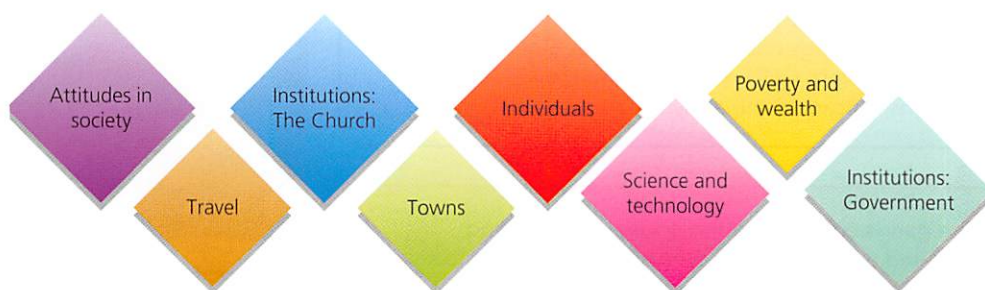 Attitudes in
society
Travel
Institutions:
The Church
Towns
Individuals
Science and
technology
Poverty and
wealth
Institutions:
Government